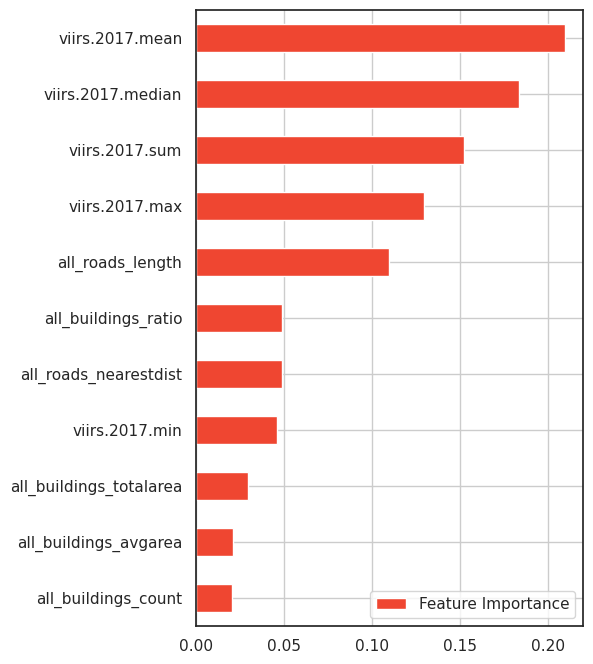 viirs.2017.mean
viirs.2017.median
viirs.2017.sum
viirs.2017.max
all_roads_length
all_buildings_ratio
all_roads_nearestdist
viirs.2017.min
all_buildings_totalarea
all_buildings_avgarea
all_buildings_count
Feature Importance
0.00 0.05 0.10 0.15 0.20